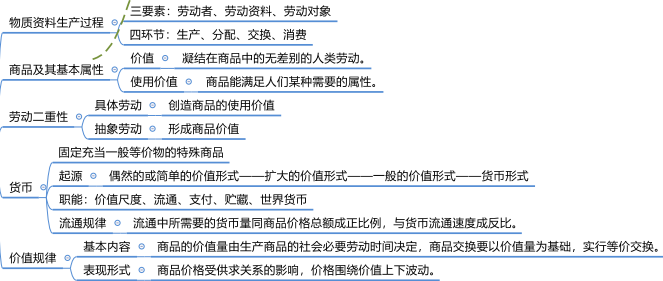 三要素：劳动者、劳动资料、劳动对象
物质资料生产过程
四环节：生产、分配、交换、消费
价值 凝结在商品中的无差别的人类劳动。
商品及其基本属性
使用价值 商品能满足人们某种需要的属性。
具体劳动 创造商品的使用价值
劳动二重性
抽象劳动 形成商品价值
固定充当一般等价物的特殊商品
起源 偶然的或简单的价值形式——扩大的价值形式——一般的价值形式——货币形式
货币
职能：价值尺度、流通、支付、贮藏、世界货币
流通规律 流通中所需要的货币量同商品价格总额成正比例，与货币流通速度成反比。
基本内容 商品的价值量由生产商品的社会必要劳动时间决定，商品交换要以价值量为基础，实行等价交换。
价值规律
表现形式 商品价格受供求关系的影响，价格围绕价值上下波动。